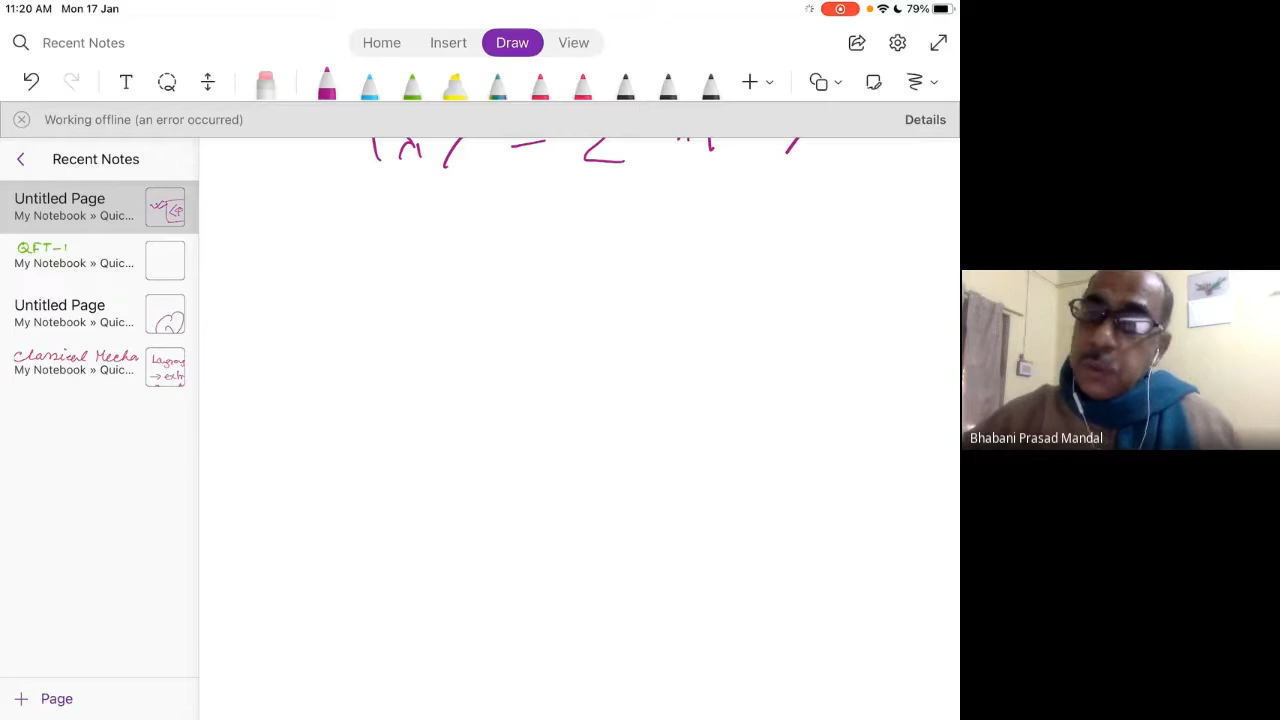 11:20 AM Mon 17 Jan
79%
Recent Notes
Home Insert Draw View
T
Working offline (an error occurred)
Details
Recent Notes
Untitled Page
My Notebook » Quic...
QFT-1
My Notebook » Quic...
Untitled Page
My Notebook » Quic...
Classical Mecha
My Notebook » Quic...
Page
Bhabani Prasad Mandal